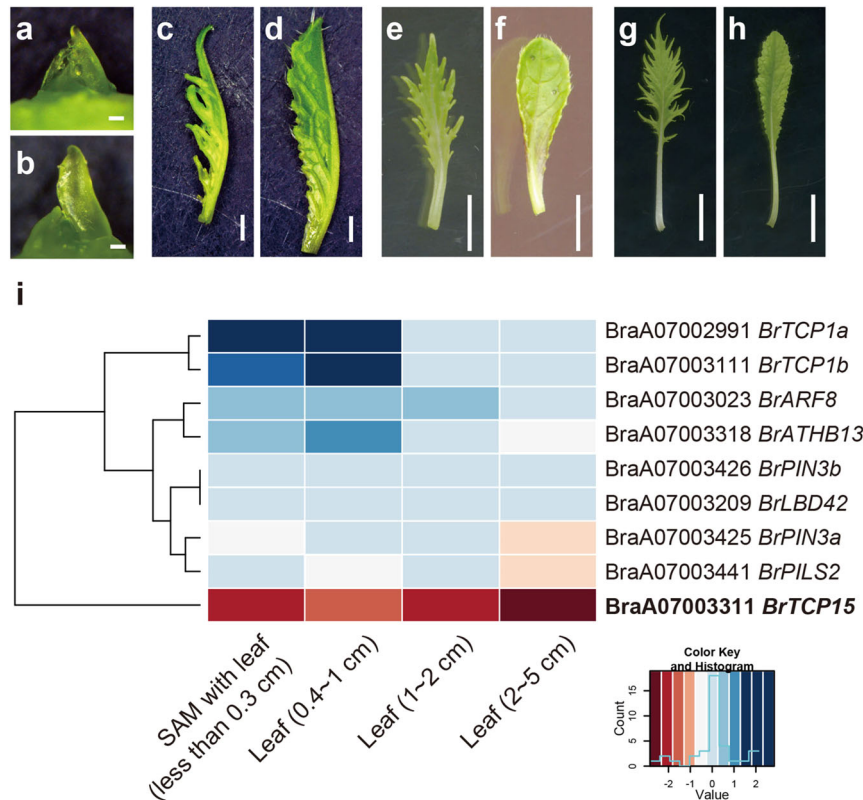 a
b
c
d
e
f
g
h
i
BraA07002991 BrTCP1a
BraA07003111 BrTCP1b
BraA07003023 BrARF8
BraA07003318 BrATHB13
BraA07003426 BrPIN3b
BraA07003209 BrLBD42
BraA07003425 BrPIN3a
BraA07003441 BrPILS2
BraA07003311 BrTCP15
SAM with leaf
(less than 0.3 cm)
Leaf (0.4~1 cm)
Leaf (1~2 cm)
Leaf (2~5 cm)
Color Key
and Histogram
Count
0 5 10 15
-2 -1 0 1 2
Value